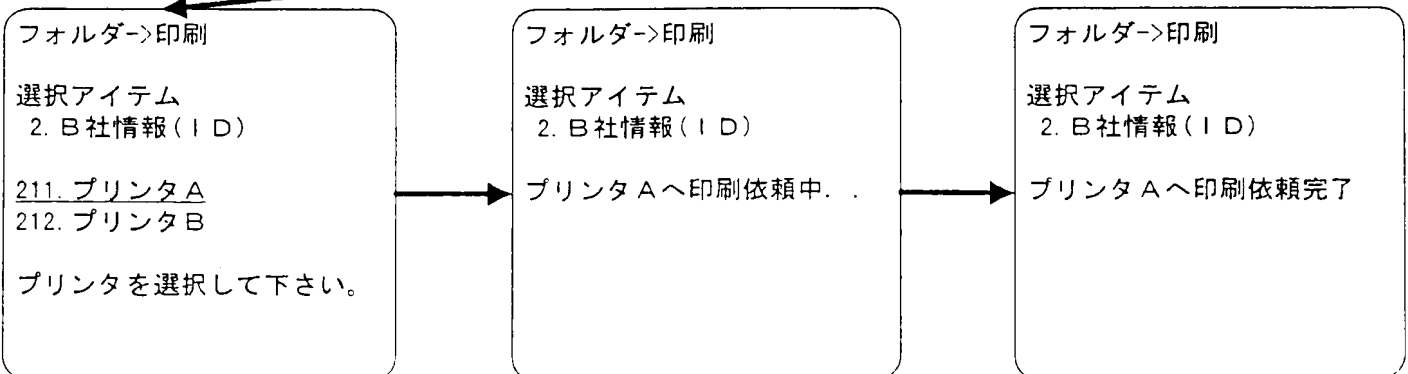 フォルダ->印刷
選択アイテム
2. B社情報(ID)
211. プリンタA
212. プリンタB
プリンタを選択して下さい。
フォルダ->印刷
選択アイテム
2. B社情報(ID)
プリンタAへ印刷依頼中. .
フォルダ->印刷
選択アイテム
2. B社情報(ID)
プリンタAへ印刷依頼完了